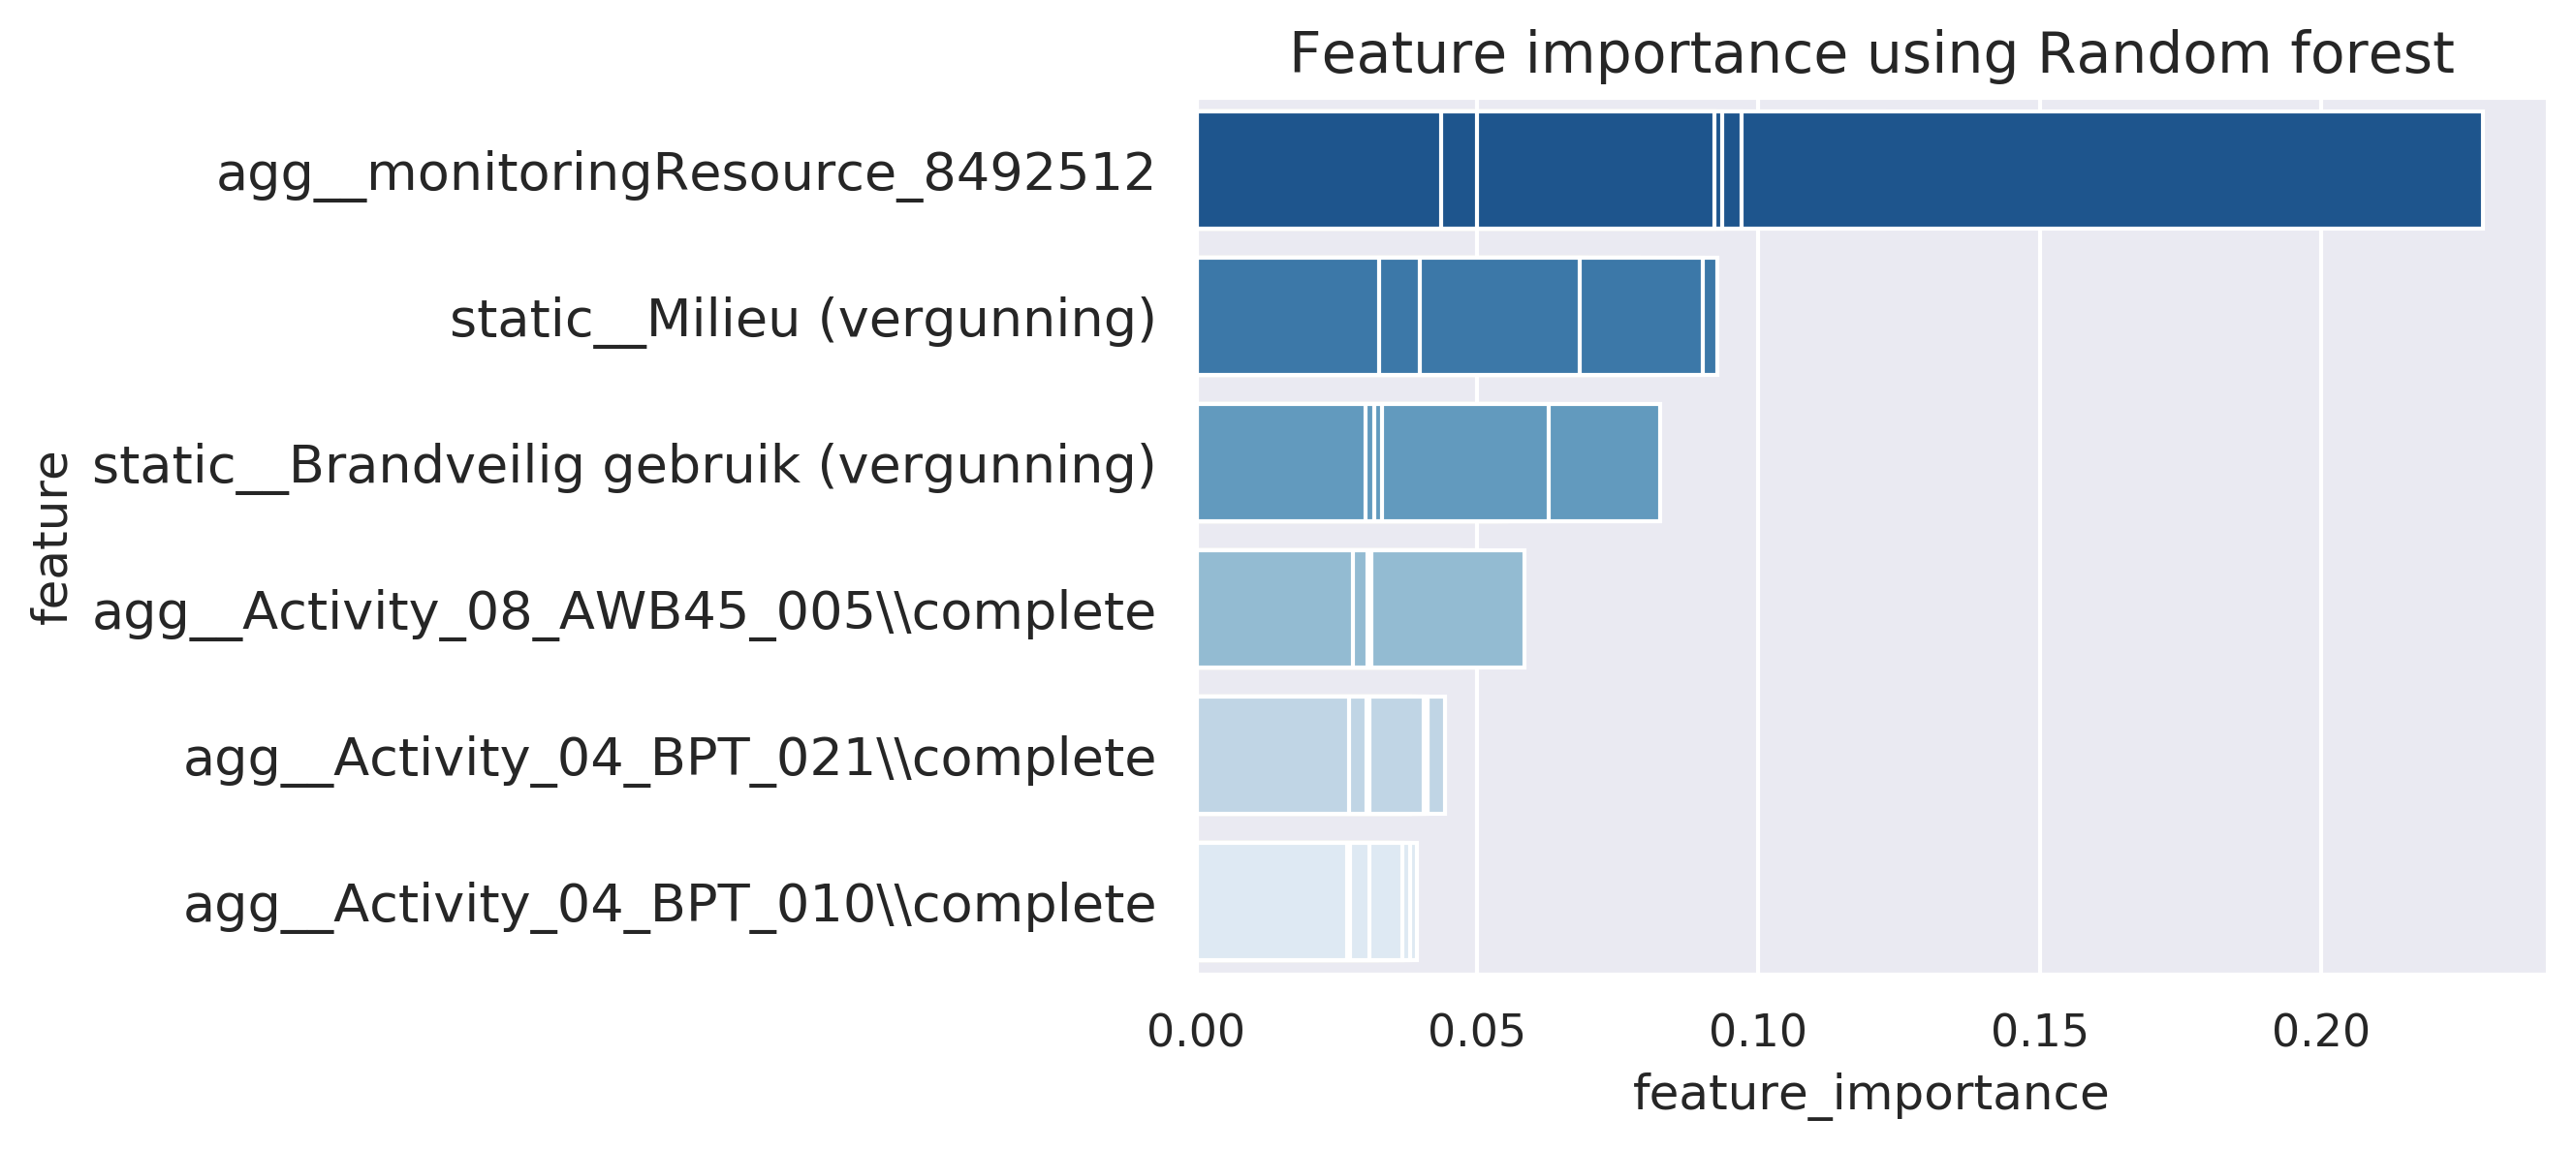 Feature importance using Random forest
agg__monitoringResource_8492512
static__Milieu (vergunning)
static__Brandveilig gebruik (vergunning)
agg__Activity_08_AWB45_005\\complete
agg__Activity_04_BPT_021\\complete
agg__Activity_04_BPT_010\\complete
feature
0.00 0.05 0.10 0.15 0.20
feature_importance